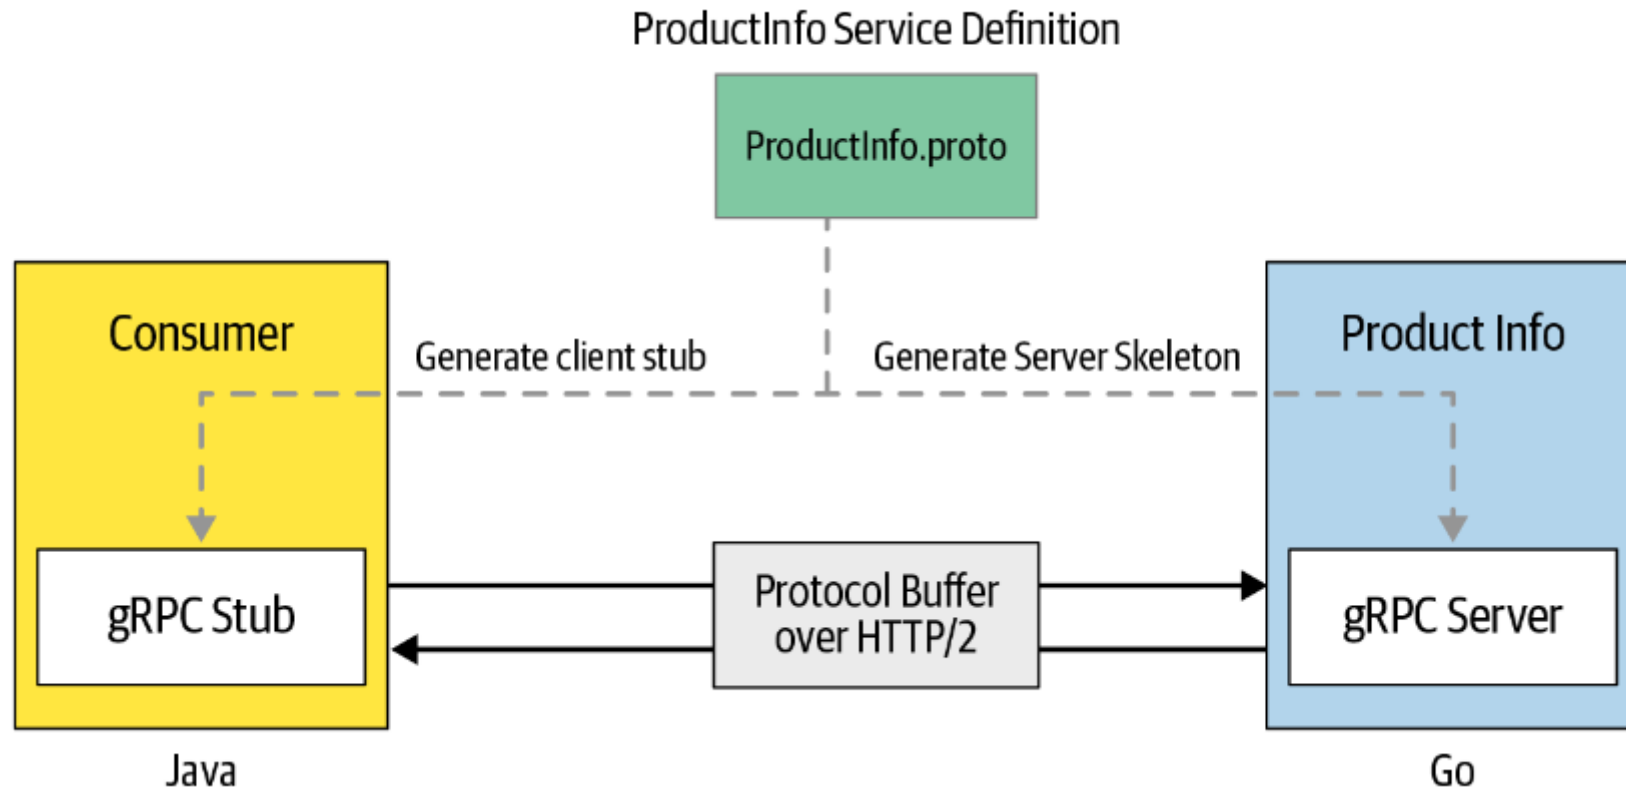 ProductInfo Service Definition
ProductInfo.proto
Consumer
Generate client stub
Generate Server Skeleton
Product Info
gRPC Stub
Protocol Buffer
over HTTP/2
gRPC Server
Java
Go